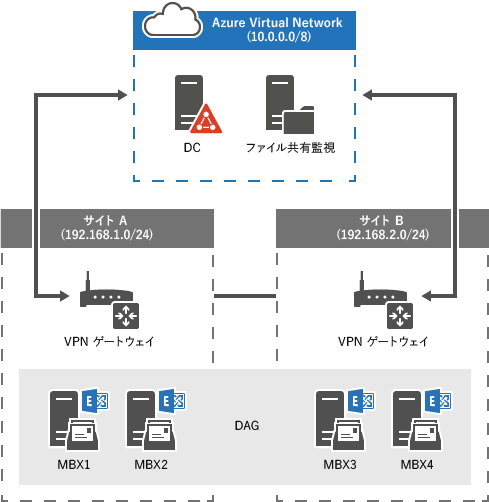 Azure Virtual Network
(10.0.0.0/8)
DC
ファイル共有監視
サイト A
(192.168.1.0/24)
サイト B
(192.168.2.0/24)
VPN ゲートウェイ
VPN ゲートウェイ
DAG
E
E
E
E
MBX1
MBX2
MBX3
MBX4